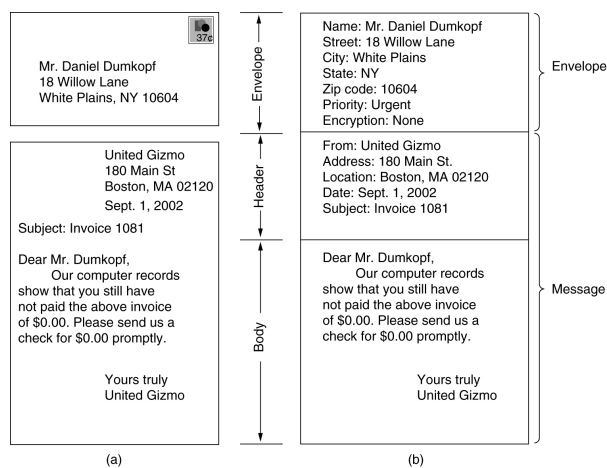 37¢
Mr. Daniel Dumkopf
18 Willow Lane
White Plains, NY 10604
United Gizmo
180 Main St
Boston, MA 02120
Sept. 1, 2002
Subject: Invoice 1081
Dear Mr. Dumkopf,
Our computer records
show that you still have
not paid the above invoice
of $0.00. Please send us a
check for $0.00 promptly.
Yours truly
United Gizmo
(a)
Envelope
Header
Body
Name: Mr. Daniel Dumkopf
Street: 18 Willow Lane
City: White Plains
State: NY
Zip code: 10604
Priority: Urgent
Encryption: None
From: United Gizmo
Address: 180 Main St.
Location: Boston, MA 02120
Date: Sept. 1, 2002
Subject: Invoice 1081
Dear Mr. Dumkopf,
Our computer records
show that you still have
not paid the above invoice
of $0.00. Please send us a
check for $0.00 promptly.
Yours truly
United Gizmo
(b)
Envelope
Message